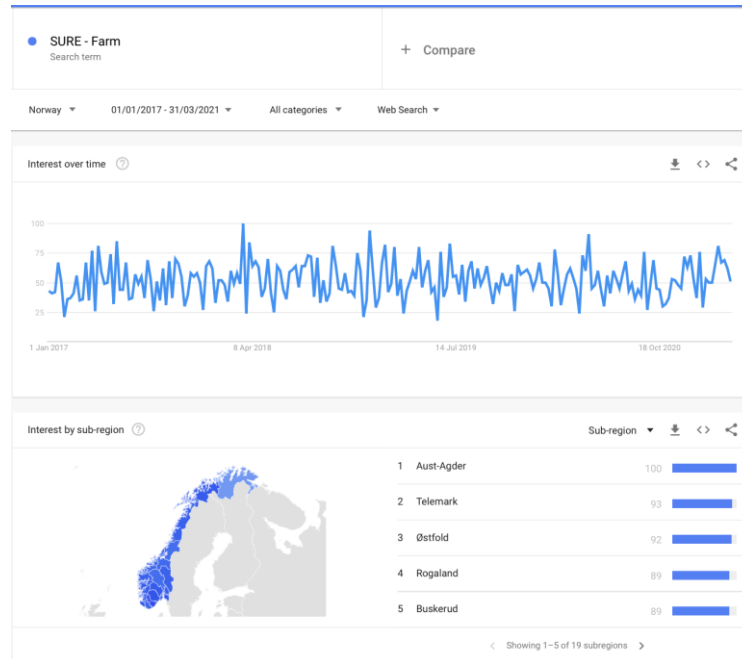 SURE - Farm
Search term
+ Compare
Norway 01/01/2017 - 31/03/2021 All categories Web Search
Interest over time
100
75
50
25
1 Jan 2017 8 Apr 2018 14 Jul 2019 18 Oct 2020
Interest by sub-region Sub-region
1 Aust-Agder 100
2 Telemark 93
3 Østfold 92
4 Rogaland 89
5 Buskerud 89
Showing 1–5 of 19 subregions